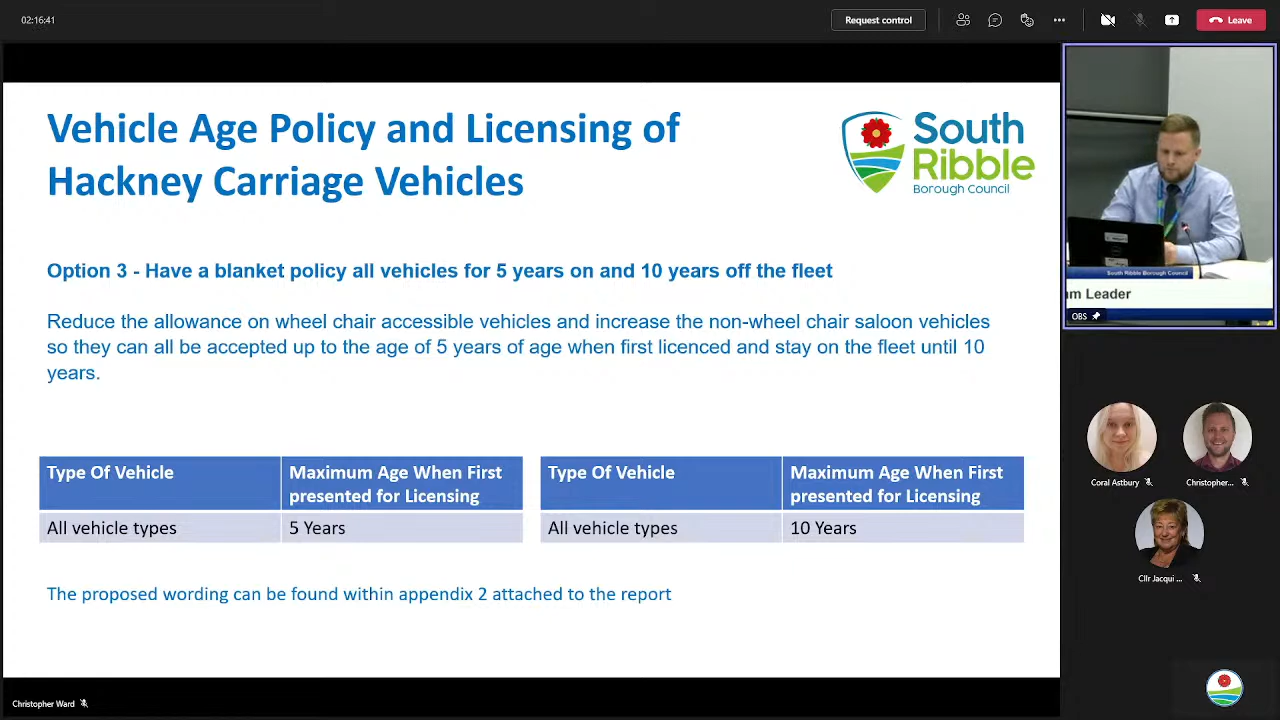 02:16:41
Request control
Leave
Vehicle Age Policy and Licensing of
Hackney Carriage Vehicles
South
Ribble
Borough Council
Option 3 - Have a blanket policy all vehicles for 5 years on and 10 years off the fleet
Reduce the allowance on wheel chair accessible vehicles and increase the non-wheel chair saloon vehicles
so they can all be accepted up to the age of 5 years of age when first licenced and stay on the fleet until 10
years.
Type Of Vehicle
Maximum Age When First
presented for Licensing
All vehicle types
5 Years
Type Of Vehicle
Maximum Age When First
presented for Licensing
All vehicle types
10 Years
The proposed wording can be found within appendix 2 attached to the report
South Ribble Borough Council
am Leader
OBS
Coral Astbury
Christopher...
Cllr Jacqui ...
Christopher Ward